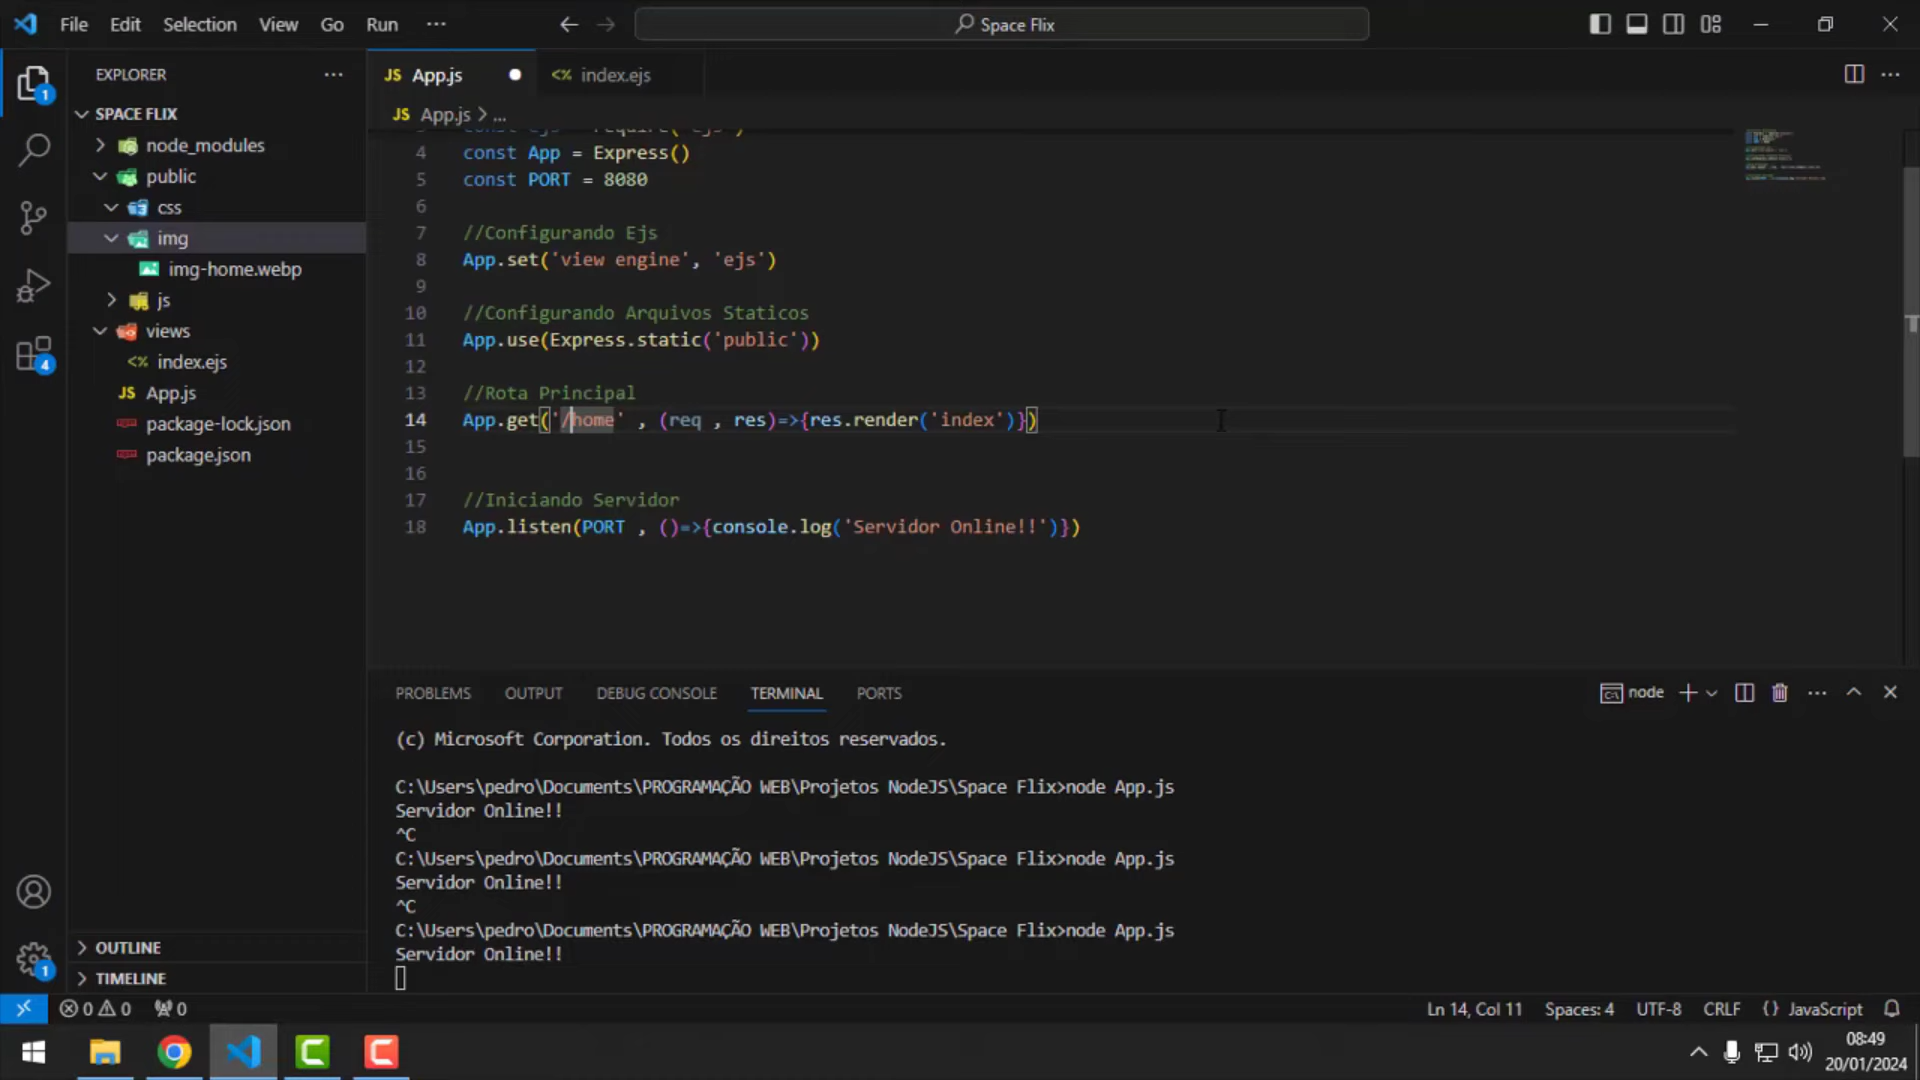 File Edit Selection View Go Run ···
Space Flix
EXPLORER
SPACE FLIX
node_modules
public
css
img
img-home.webp
js
views
<% index.ejs
JS App.js
package-lock.json
package.json
OUTLINE
TIMELINE
1
4
1
JS App.js
<% index.ejs
JS App.js > ...
4 const App = Express()
5 const PORT = 8080
6
7 //Configurando Ejs
8 App.set('view engine', 'ejs')
9
10 //Configurando Arquivos Staticos
11 App.use(Express.static('public'))
12
13 //Rota Principal
14 App.get('/home' , (req , res)=>{res.render('index')})
15
16
17 //Iniciando Servidor
18 App.listen(PORT , ()=>{console.log('Servidor Online!!')})
PROBLEMS OUTPUT DEBUG CONSOLE TERMINAL PORTS
node
(c) Microsoft Corporation. Todos os direitos reservados.
C:\Users\pedro\Documents\PROGRAMAÇÃO WEB\Projetos NodeJS\Space Flix>node App.js
Servidor Online!!
^C
C:\Users\pedro\Documents\PROGRAMAÇÃO WEB\Projetos NodeJS\Space Flix>node App.js
Servidor Online!!
^C
C:\Users\pedro\Documents\PROGRAMAÇÃO WEB\Projetos NodeJS\Space Flix>node App.js
Servidor Online!!
0 0 0
Ln 14, Col 11 Spaces: 4 UTF-8 CRLF {} JavaScript
08:49
20/01/2024